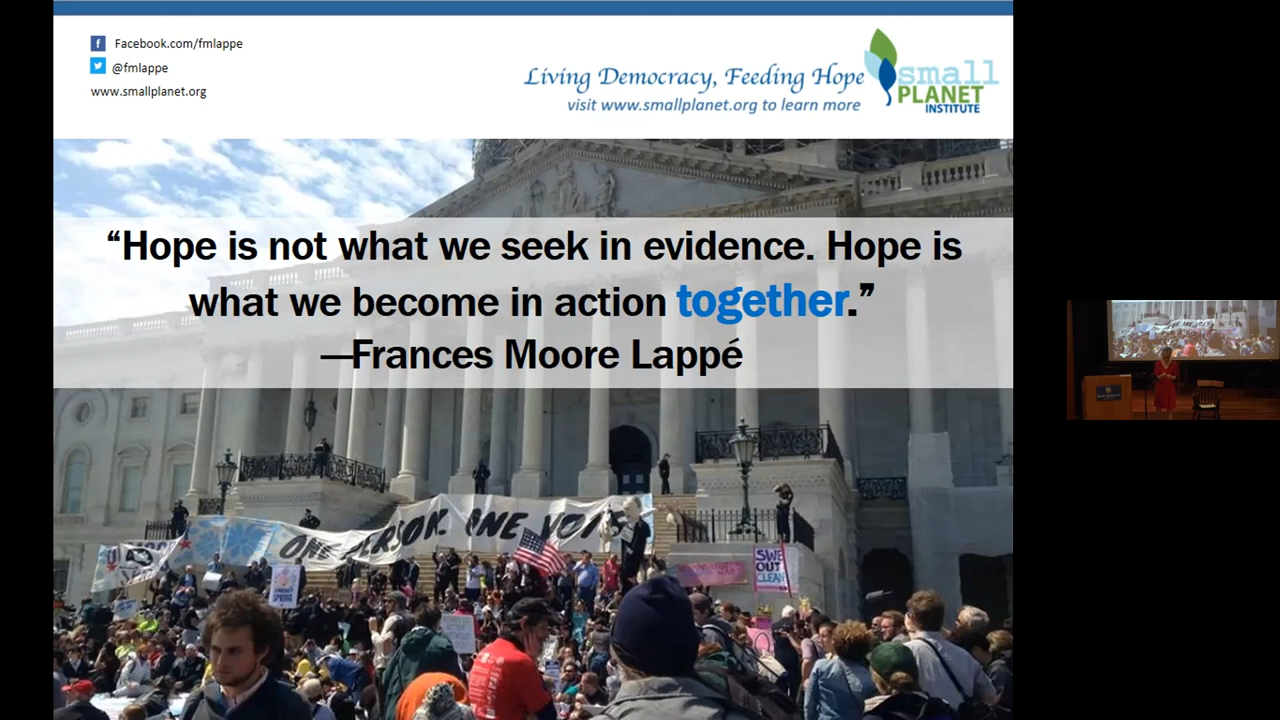 Facebook.com/fmlappe
@fmlappe
www.smallplanet.org
Living Democracy, Feeding Hope
visit www.smallplanet.org to learn more
small
PLANET
INSTITUTE
“Hope is not what we seek in evidence. Hope is
what we become in action together.”
—Frances Moore Lappé
ONE PERSON. ONE VOTE
OUT
CLEAN